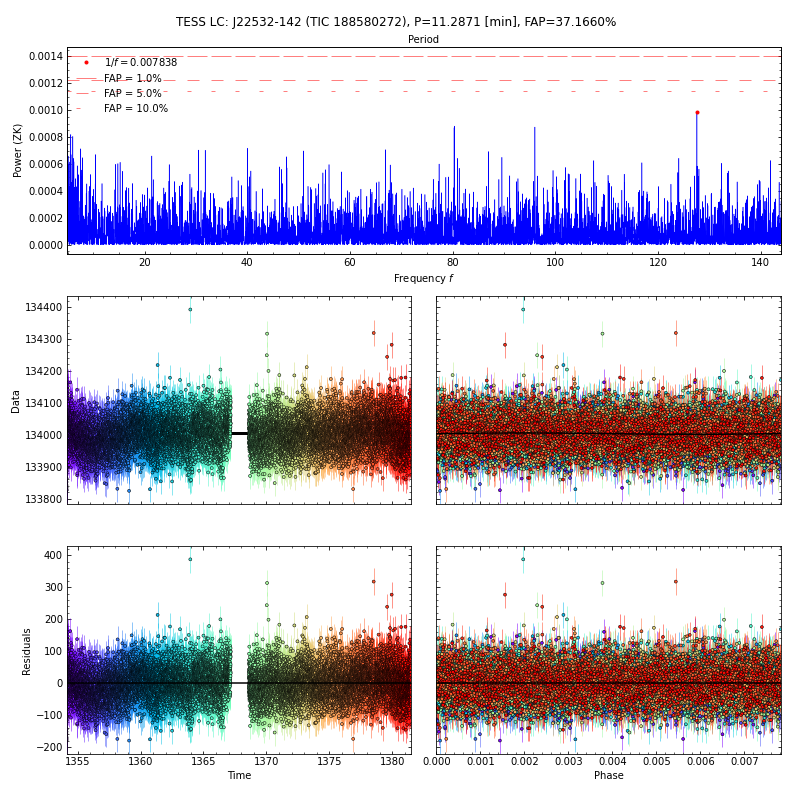 TESS LC: J22532-142 (TIC 188580272), P=11.2871 [min], FAP=37.1660%
Period
Power (ZK)
0.0014
0.0012
0.0010
0.0008
0.0006
0.0004
0.0002
0.0000
1/f = 0.007838
FAP = 1.0%
FAP = 5.0%
FAP = 10.0%
20 40 60 80 100 120 140
Frequency f
Data
134400
134300
134200
134100
134000
133900
133800
Residuals
400
300
200
100
0
−100
−200
1355 1360 1365 1370 1375 1380
Time
0.000 0.001 0.002 0.003 0.004 0.005 0.006 0.007
Phase